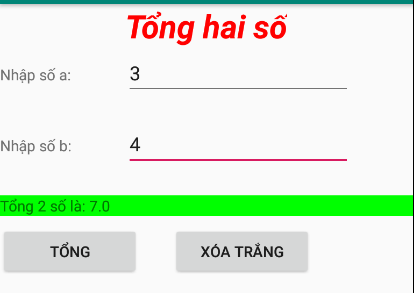 Tổng hai số
Nhập số a: 3
Nhập số b: 4
Tổng 2 số là: 7.0
TỔNG XÓA TRẮNG